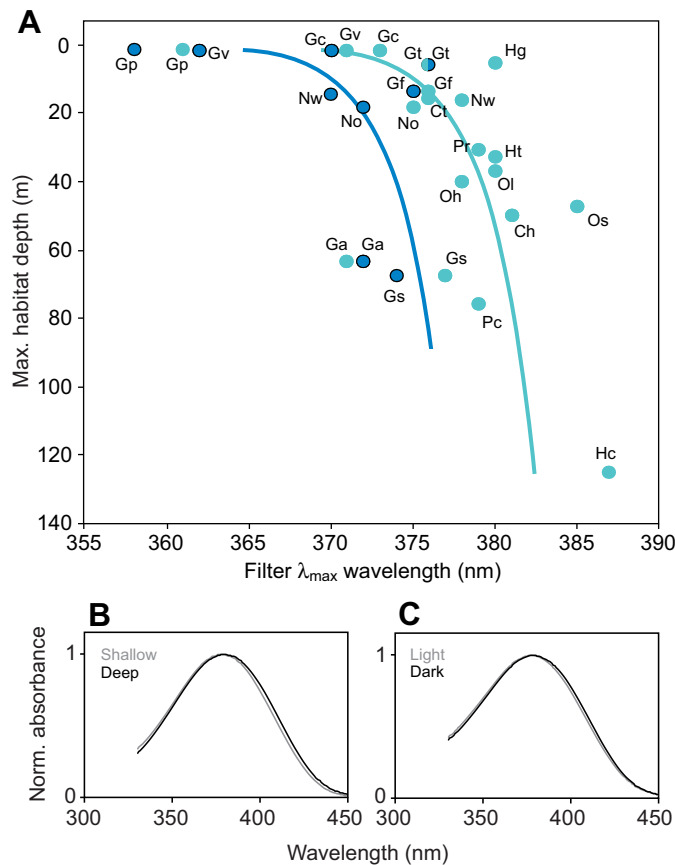 A
Gp Gp Gv Gc Gv Gc Gt Gt Hg
Nw No Gf Gf Ct No Nw
Pr Ht Ol Oh Os Ch
Ga Ga Gs Gs Pc
Hc
0
20
40
60
80
100
120
140
Max. habitat depth (m)
355 360 365 370 375 380 385 390
Filter λmax wavelength (nm)
B
Shallow
Deep
1
0
Norm. absorbance
300 350 400 450
C
Light
Dark
1
0
300 350 400 450
Wavelength (nm)